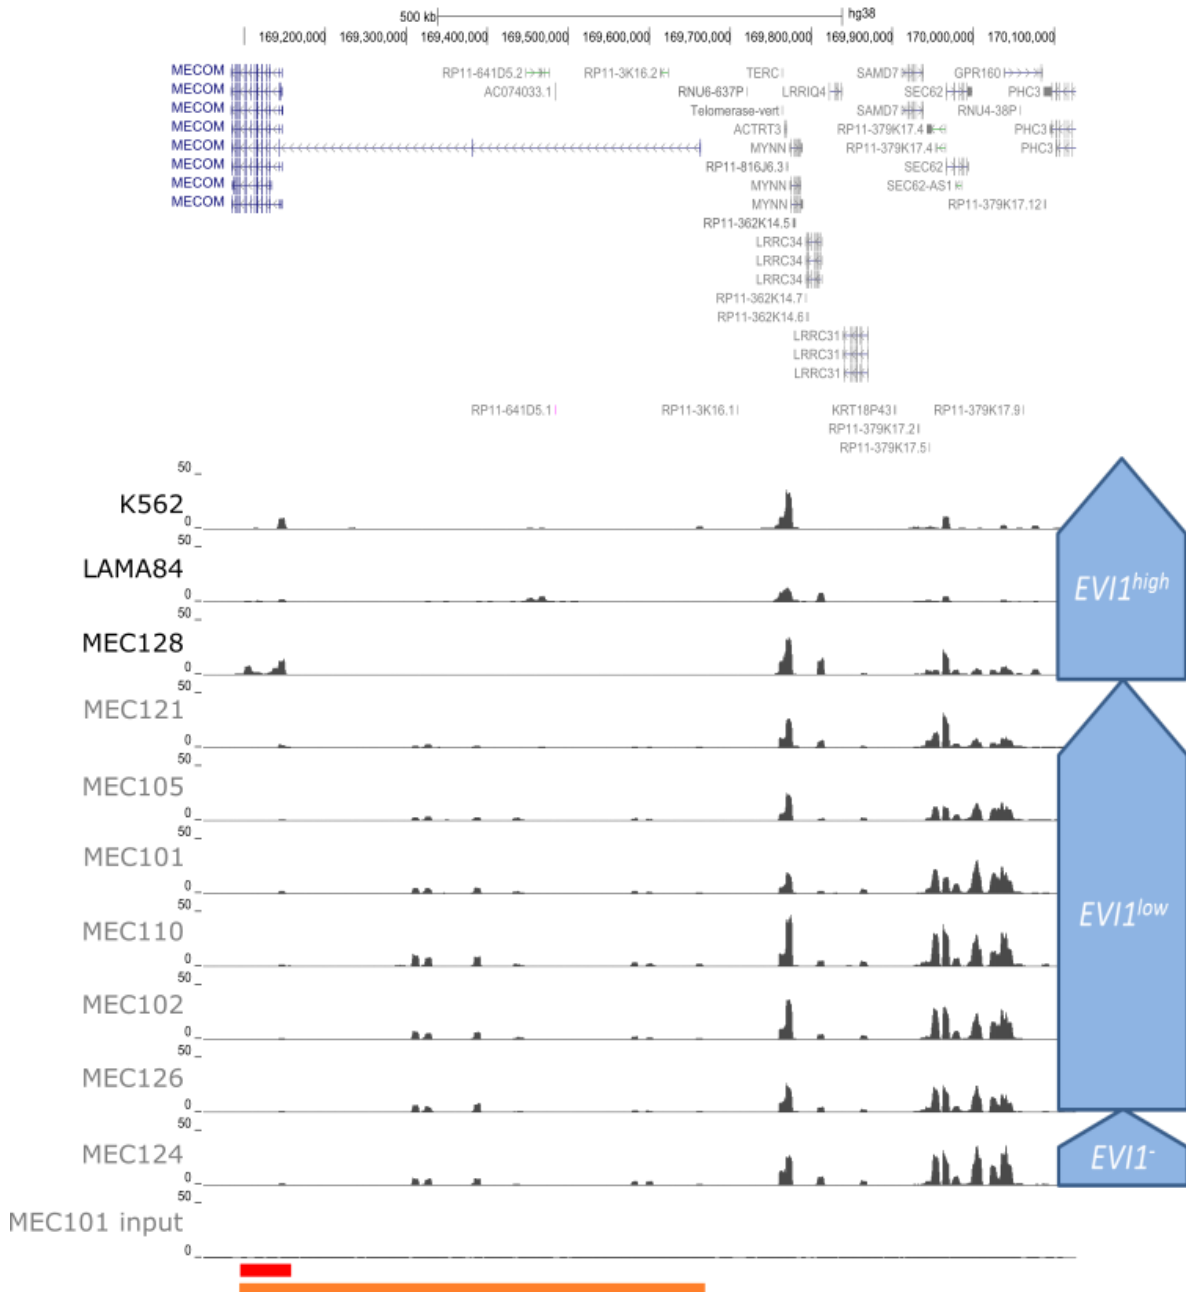 500 kb hg38
169,200,000 169,300,000 169,400,000 169,500,000 169,600,000 169,700,000 169,800,000 169,900,000 170,000,000 170,100,000
MECOM RP11-641D5.2 RP11-3K16.2 TERC SAMD7 GPR160
MECOM AC074033.1 RNU6-637P LRRIQ4 SEC62 PHC3
MECOM Telomerase-vert SAMD7 RNU4-38P
MECOM ACTRT3 RP11-379K17.4 PHC3
MECOM MYNN RP11-379K17.4 PHC3
MECOM RP11-816J6.3 SEC62
MECOM MYNN SEC62-AS1
MECOM MYNN RP11-379K17.12
RP11-362K14.5
LRRC34
LRRC34
LRRC34
RP11-362K14.7
RP11-362K14.6
LRRC31
LRRC31
LRRC31
RP11-641D5.1 RP11-3K16.1 KRT18P43 RP11-379K17.9
RP11-379K17.2
RP11-379K17.5
50
K562
0
50
LAMA84
0
EVI1high
50
MEC128
0
50
MEC121
0
50
MEC105
0
50
MEC101
0
EVI1low
50
MEC110
0
50
MEC102
0
50
MEC126
0
50
MEC124
0
EVI1-
50
MEC101 input
0